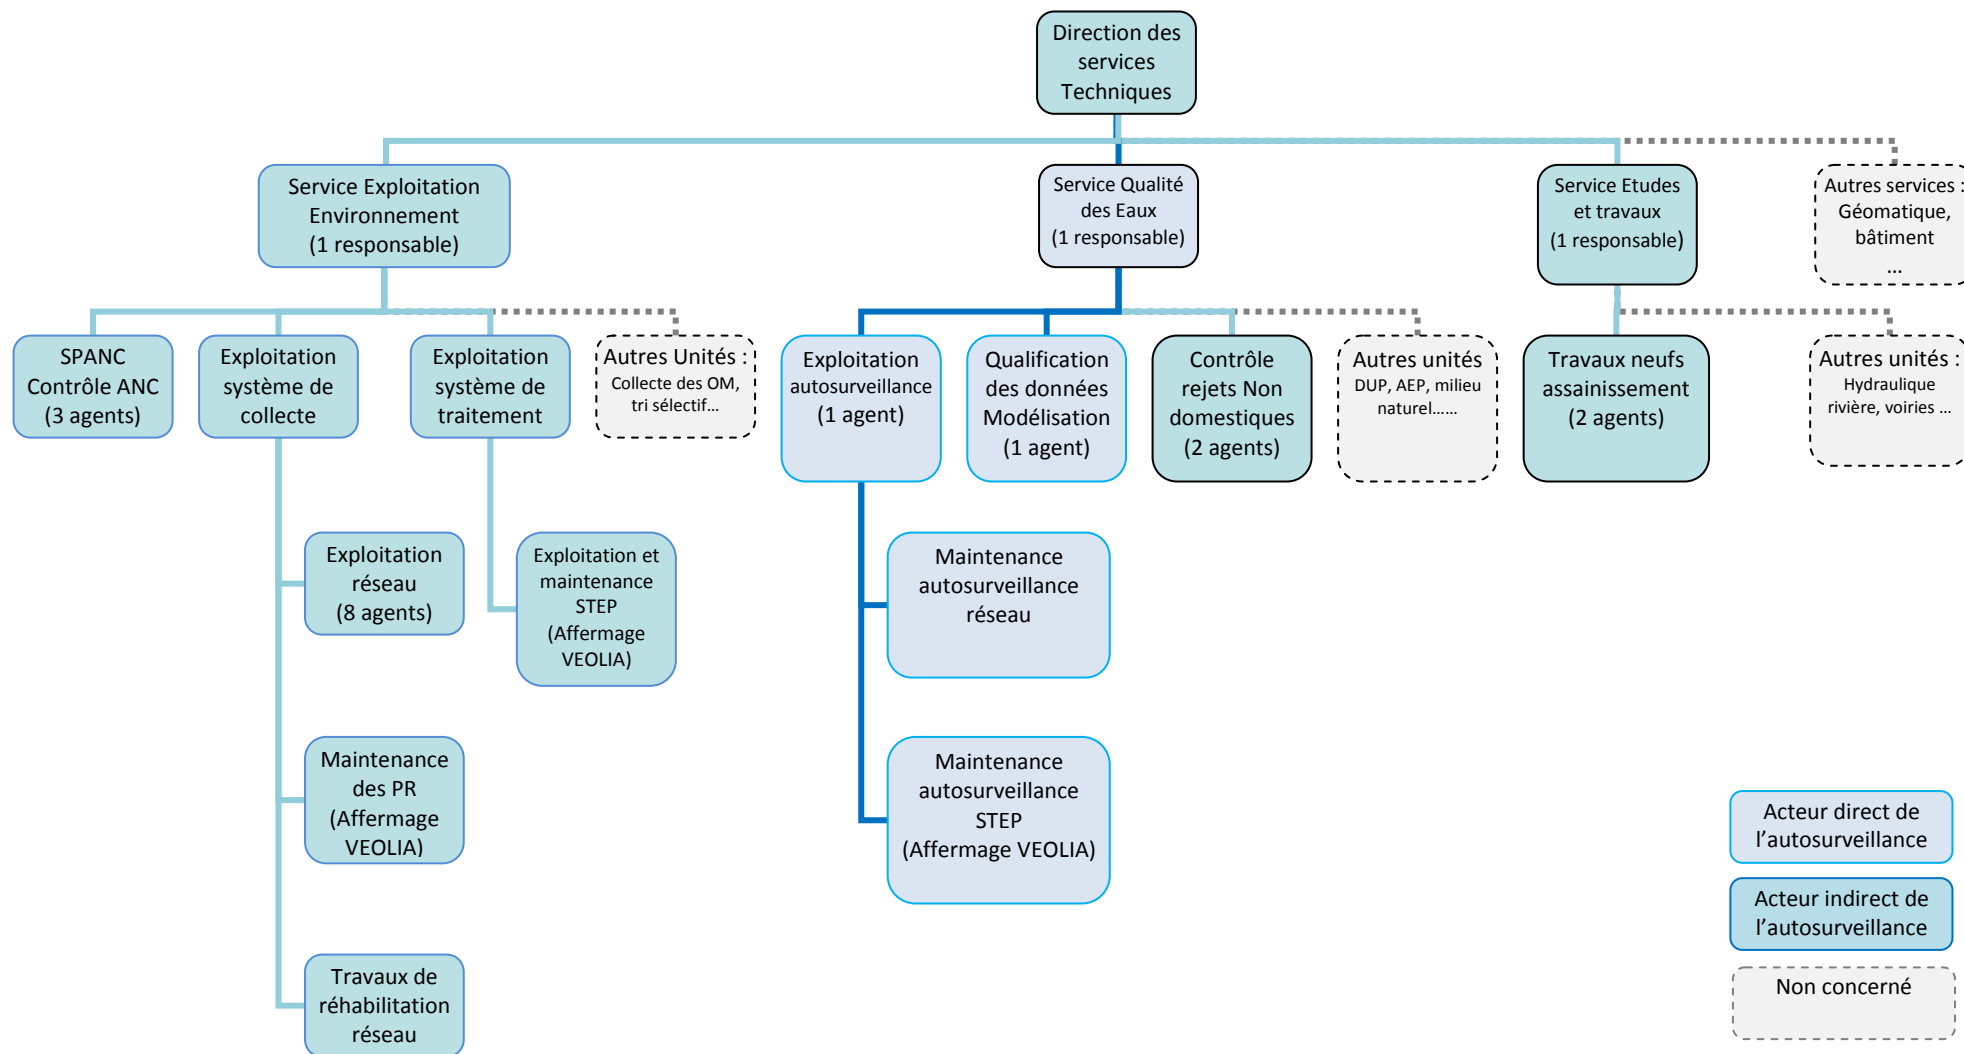 Direction des
services
Techniques
Service Exploitation
Environnement
(1 responsable)
Service Qualité
des Eaux
(1 responsable)
Service Etudes
et travaux
(1 responsable)
Autres services :
Géomatique,
bâtiment
...
SPANC
Contrôle ANC
(3 agents)
Exploitation
système de
collecte
Exploitation
système de
traitement
Autres Unités :
Collecte des OM,
tri sélectif...
Exploitation
autosurveillance
(1 agent)
Qualification
des données
Modélisation
(1 agent)
Contrôle
rejets Non
domestiques
(2 agents)
Autres unités
DUP, AEP, milieu
naturel......
Travaux neufs
assainissement
(2 agents)
Autres unités :
Hydraulique
rivière, voiries ...
Exploitation
réseau
(8 agents)
Exploitation et
maintenance
STEP
(Affermage
VEOLIA)
Maintenance
autosurveillance
réseau
Maintenance
des PR
(Affermage
VEOLIA)
Maintenance
autosurveillance
STEP
(Affermage VEOLIA)
Travaux de
réhabilitation
réseau
Acteur direct de
l’autosurveillance
Acteur indirect de
l’autosurveillance
Non concerné